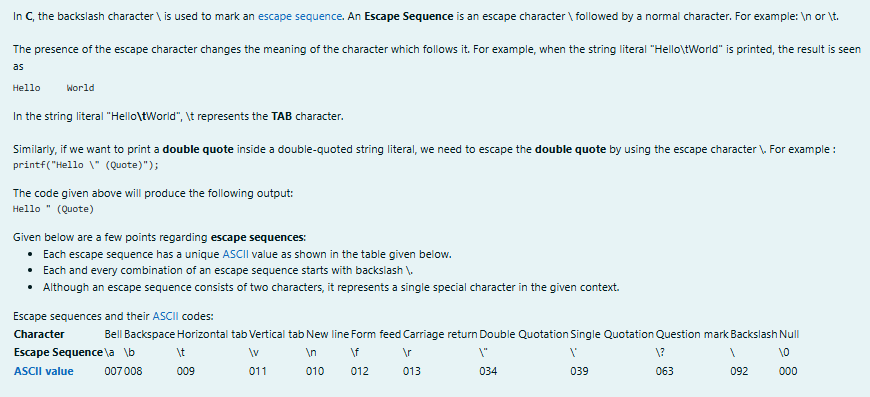 In C, the backslash character \ is used to mark an escape sequence. An Escape Sequence is an escape character \ followed by a normal character. For example: \n or \t.
The presence of the escape character changes the meaning of the character which follows it. For example, when the string literal "Hello\tWorld" is printed, the result is seen
as
Hello    World
In the string literal "Hello\tWorld", \t represents the TAB character.
Similarly, if we want to print a double quote inside a double-quoted string literal, we need to escape the double quote by using the escape character \. For example :
printf("Hello \" (Quote)");
The code given above will produce the following output:
Hello " (Quote)
Given below are a few points regarding escape sequences:
• Each escape sequence has a unique ASCII value as shown in the table given below.
• Each and every combination of an escape sequence starts with backslash \.
• Although an escape sequence consists of two characters, it represents a single special character in the given context.
Escape sequences and their ASCII codes:
Character Bell Backspace Horizontal tab Vertical tab New line Form feed Carriage return Double Quotation Single Quotation Question mark Backslash Null
Escape Sequence \a \b \t \v \n \f \r \" \' \? \ \0
ASCII value 007 008 009 011 010 012 013 034 039 063 092 000